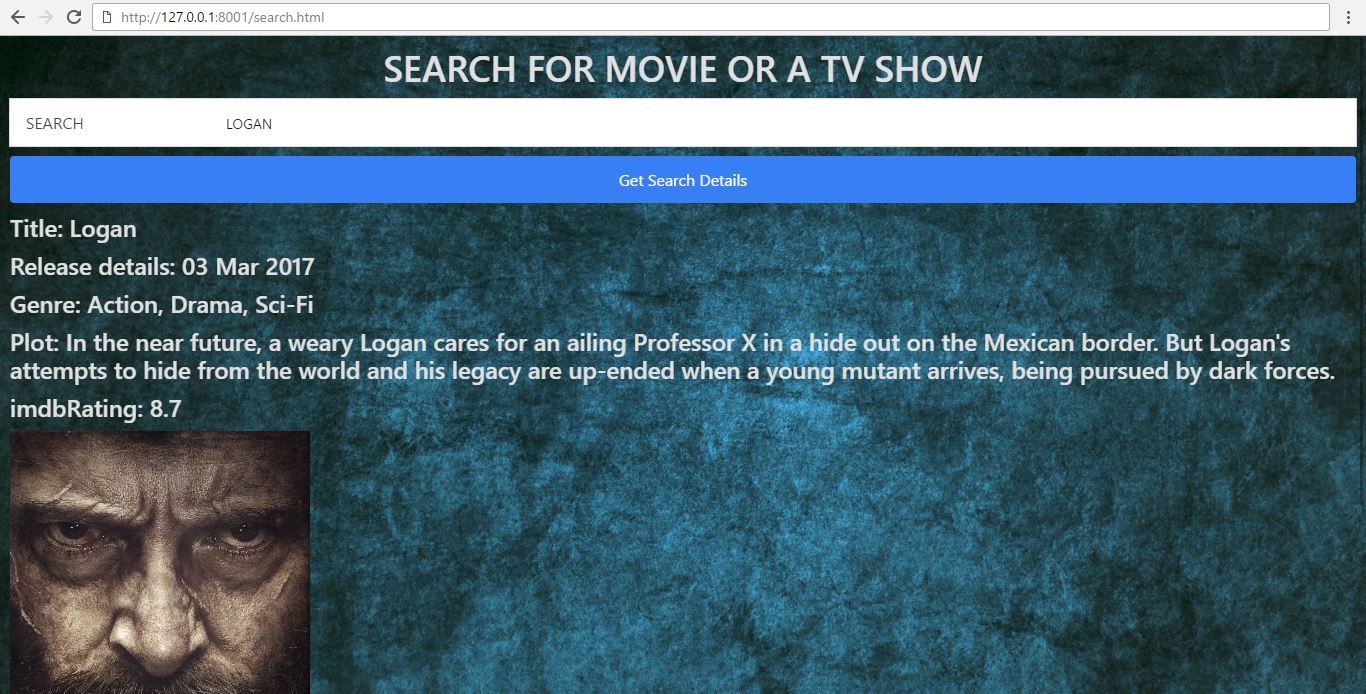 http://127.0.0.1:8001/search.html
SEARCH FOR MOVIE OR A TV SHOW
SEARCH LOGAN
Get Search Details
Title: Logan
Release details: 03 Mar 2017
Genre: Action, Drama, Sci-Fi
Plot: In the near future, a weary Logan cares for an ailing Professor X in a hide out on the Mexican border. But Logan's
attempts to hide from the world and his legacy are up-ended when a young mutant arrives, being pursued by dark forces.
imdbRating: 8.7